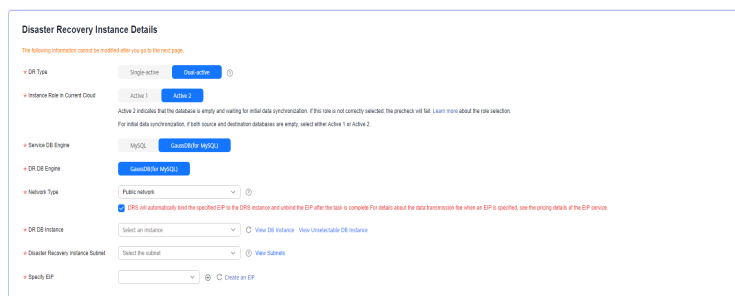 Disaster Recovery Instance Details
The following information cannot be modified after you go to the next page.
* DR Type Single-active Dual-active
* Instance Role in Current Cloud Active 1 Active 2
Active 2 indicates that the database is empty and waiting for initial data synchronization. If this role is not correctly selected, the precheck will fail. Learn more about the role selection.
For initial data synchronization, if both source and destination databases are empty, select either Active 1 or Active 2.
* Service DB Engine MySQL GaussDB(for MySQL)
* DR DB Engine GaussDB(for MySQL)
* Network Type Public network
DRS will automatically bind the specified EIP to the DRS instance and unbind the EIP after the task is complete.For details about the data transmission fee when an EIP is specified, see the pricing details of the EIP service.
* DR DB Instance Select an instance View DB Instance View Unselectable DB Instance
* Disaster Recovery Instance Subnet Select the subnet View Subnets
* Specify EIP Create an EIP